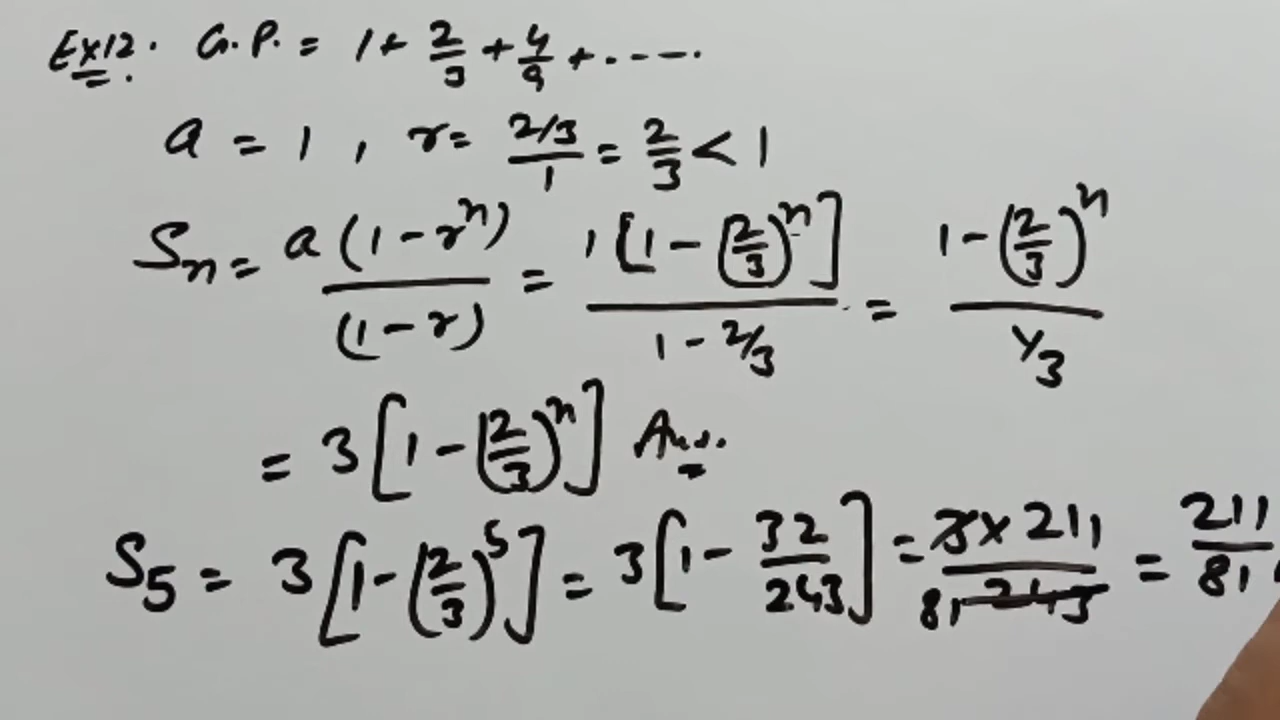 Ex12. G.P. = 1 + 2/3 + 4/9 + .....
a = 1 , r = (2/3)/1 = 2/3 < 1
Sn = a(1-r^n)/(1-r) = 1[1-(2/3)^n]/(1-2/3) = (1-(2/3)^n)/(1/3)
= 3[1-(2/3)^n] Ans.
S5 = 3[1-(2/3)^5] = 3[1-32/243] = 3×211/81 243 = 211/81